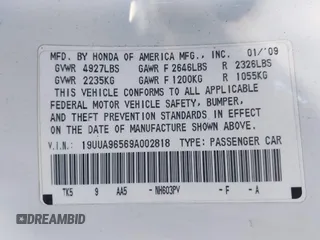 MFD. BY HONDA OF AMERICA MFG., INC. 01/'09
GVWR 4927LBS GAWR F 2646LBS R 2326LBS
GVWR 2235KG GAWR F 1200KG R 1055KG
THIS VEHICLE CONFORMS TO ALL APPLICABLE
FEDERAL MOTOR VEHICLE SAFETY, BUMPER,
AND THEFT PREVENTION STANDARDS IN EFFECT
ON THE DATE OF MANUFACTURE SHOWN ABOVE.
V.I.N. 19UUA96569A002818 TYPE: PASSENGER CAR
TK5 9 AA5 -NH603PV -F -A
DREAMBID